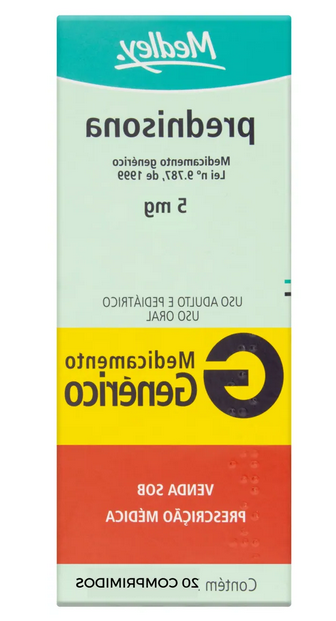 Medley.
prednisona
Medicamento genérico
Lei nº 9.787, de 1999
5 mg
USO ADULTO E PEDIÁTRICO
USO ORAL
G
Medicamento
Genérico
VENDA SOB
PRESCRIÇÃO MÉDICA
Contém: 20 COMPRIMIDOS